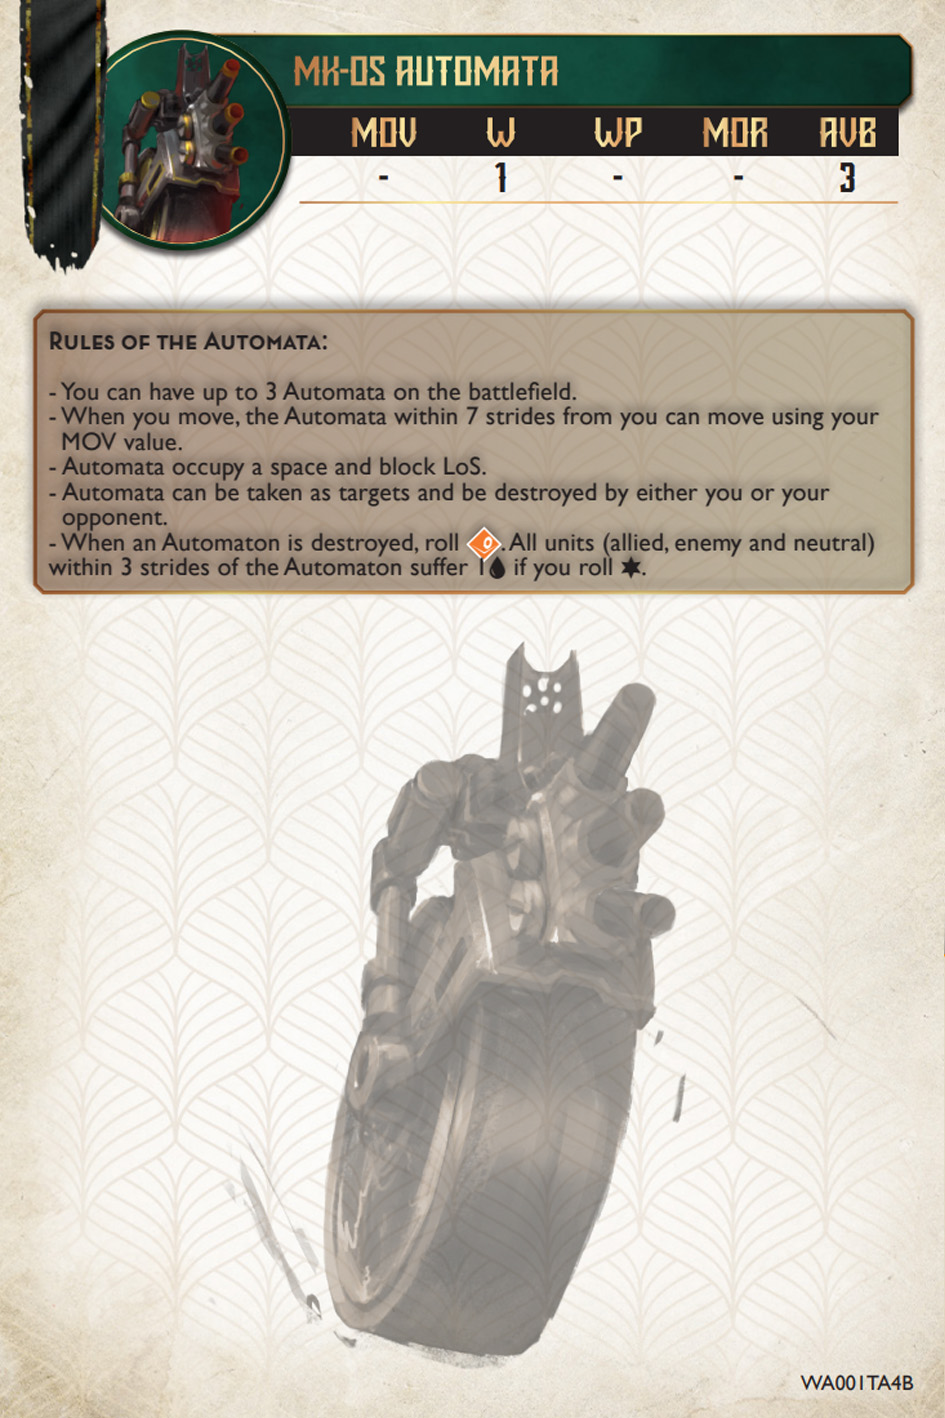 MK-OS AUTOMATA
MOV W WP MOR AVB
- 1 - - 3
RULES OF THE AUTOMATA:
- You can have up to 3 Automata on the battlefield.
- When you move, the Automata within 7 strides from you can move using your
MOV value.
- Automata occupy a space and block LoS.
- Automata can be taken as targets and be destroyed by either you or your
opponent.
- When an Automaton is destroyed, roll . All units (allied, enemy and neutral)
within 3 strides of the Automaton suffer 1 if you roll .
WA001TA4B